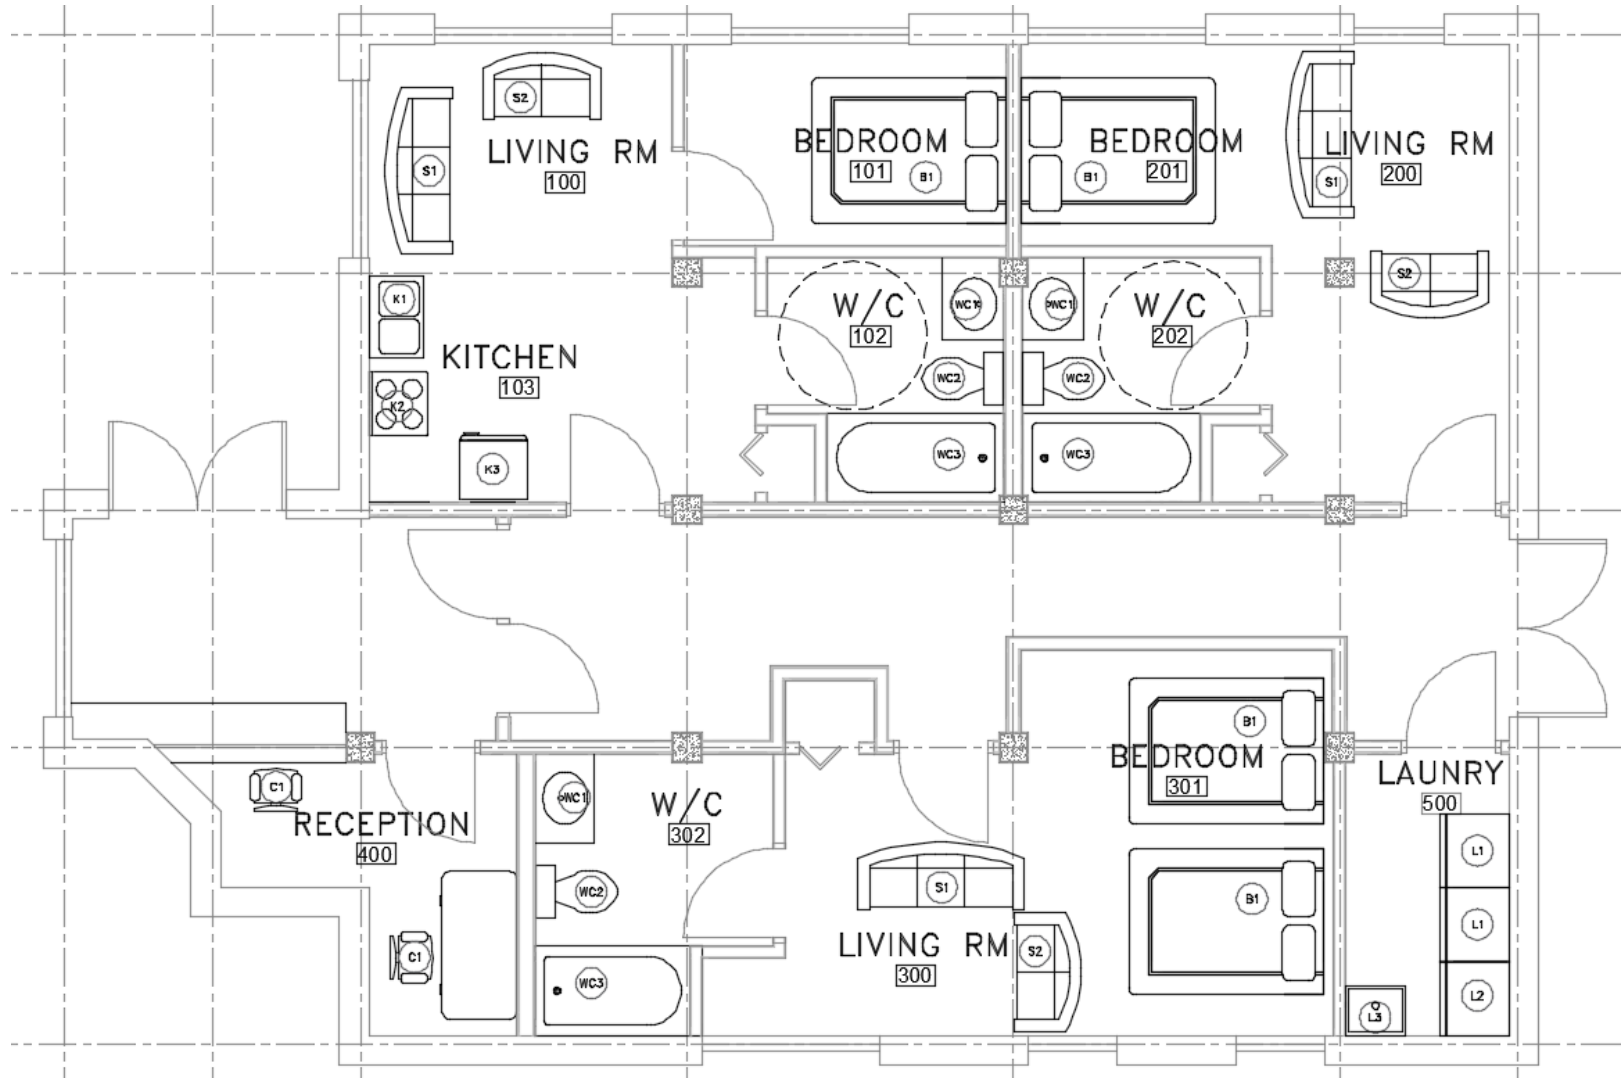 S2
LIVING RM
100
S1
BEDROOM
101
B1
BEDROOM
201
B1
LIVING RM
200
S1
S2
K1
KITCHEN
103
K2
K3
W/C
102
WC1
WC2
WC3
W/C
202
WC1
WC2
WC3
C1
RECEPTION
400
C1
WC1
W/C
302
WC2
WC3
S1
LIVING RM
300
S2
B1
BEDROOM
301
B1
LAUNRY
500
L1
L1
L2
L3